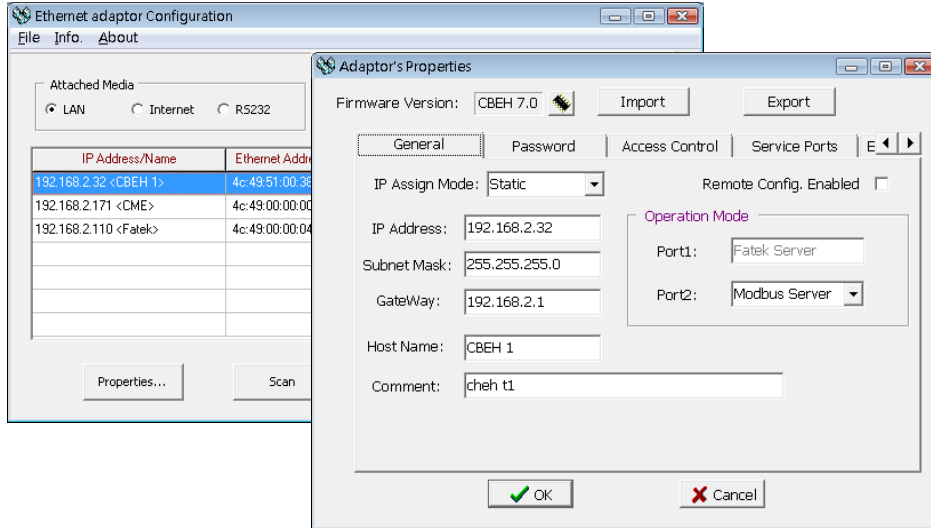 Ethernet adaptor Configuration
File Info. About
Attached Media
LAN Internet RS232
IP Address/Name Ethernet Addre
192.168.2.32 <CBEH 1> 4c:49:51:00:38
192.168.2.171 <CME> 4c:49:00:00:00
192.168.2.110 <Fatek> 4c:49:00:00:04
Properties... Scan
Adaptor's Properties
Firmware Version: CBEH 7.0 Import Export
General Password Access Control Service Ports E
IP Assign Mode: Static Remote Config. Enabled
Operation Mode
IP Address: 192.168.2.32
Port1: Fatek Server
Subnet Mask: 255.255.255.0
Port2: Modbus Server
GateWay: 192.168.2.1
Host Name: CBEH 1
Comment: cheh t1
OK Cancel